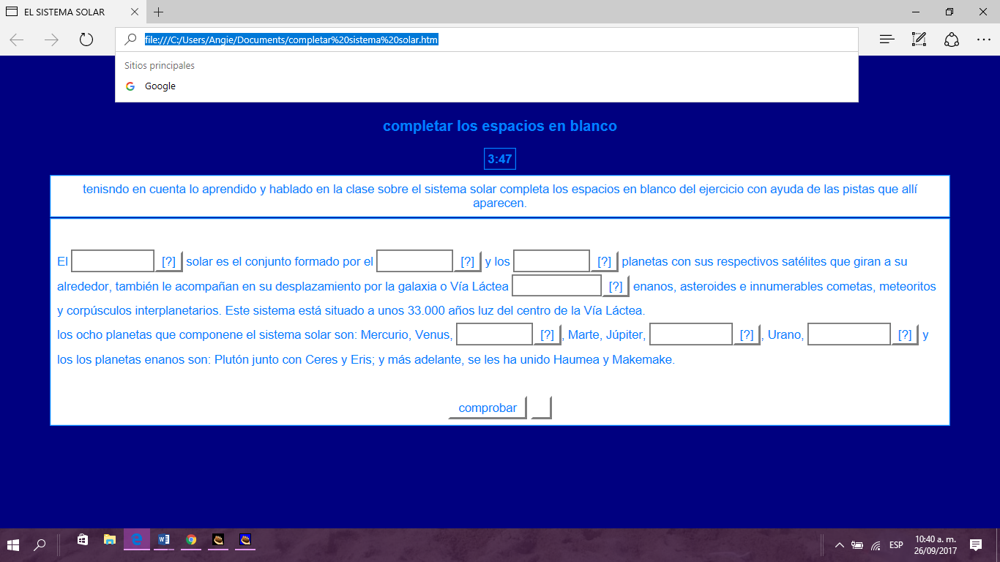 EL SISTEMA SOLAR
file:///C:/Users/Angie/Documents/completar%20sistema%20solar.htm
Sitios principales
Google
completar los espacios en blanco
3:47
tenisndo en cuenta lo aprendido y hablado en la clase sobre el sistema solar completa los espacios en blanco del ejercicio con ayuda de las pistas que allí
aparecen.
El [?] solar es el conjunto formado por el [?] y los [?] planetas con sus respectivos satélites que giran a su
alrededor, también le acompañan en su desplazamiento por la galaxia o Vía Láctea [?] enanos, asteroides e innumerables cometas, meteoritos
y corpúsculos interplanetarios. Este sistema está situado a unos 33.000 años luz del centro de la Vía Láctea.
los ocho planetas que componene el sistema solar son: Mercurio, Venus, [?], Marte, Júpiter, [?], Urano, [?] y
los los planetas enanos son: Plutón junto con Ceres y Eris; y más adelante, se les ha unido Haumea y Makemake.
comprobar
ESP
10:40 a. m.
26/09/2017